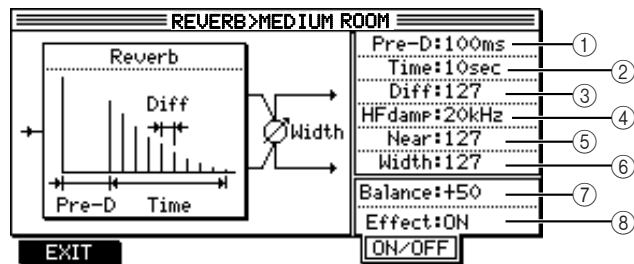 REVERB>MEDIUM ROOM
Reverb
Diff
Width
Pre-D
Time
Pre-D:100ms
Time:10sec
Diff:127
HFdamp:20kHz
Near:127
Width:127
Balance:+50
Effect:ON
ON/OFF
EXIT
①
②
③
④
⑤
⑥
⑦
⑧